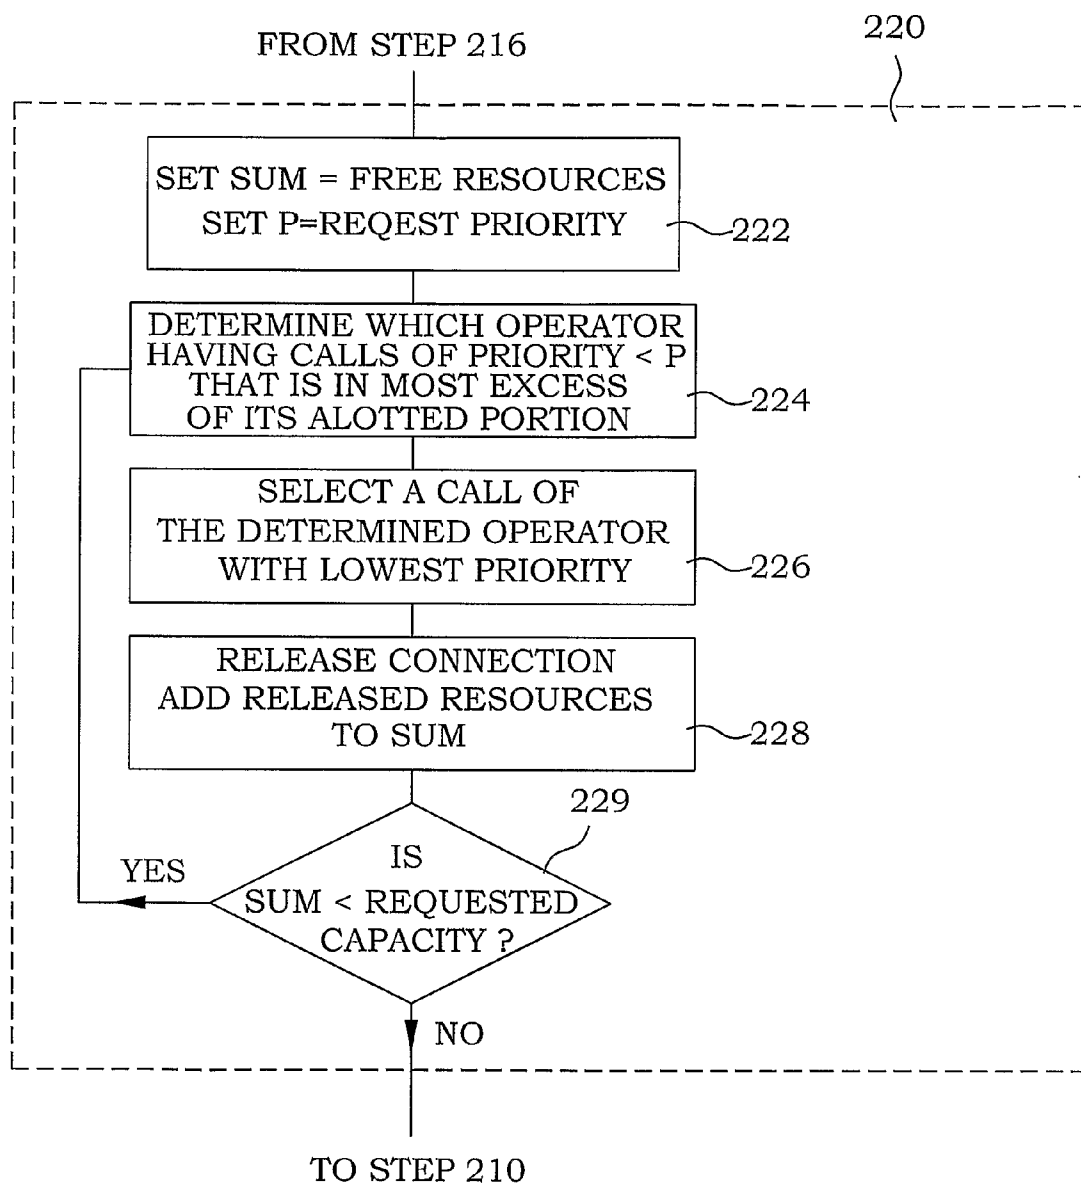 220
FROM STEP 216
SET SUM = FREE RESOURCES
SET P=REQEST PRIORITY
222
DETERMINE WHICH OPERATOR
HAVING CALLS OF PRIORITY < P
THAT IS IN MOST EXCESS
OF ITS ALOTTED PORTION
224
SELECT A CALL OF
THE DETERMINED OPERATOR
WITH LOWEST PRIORITY
226
RELEASE CONNECTION
ADD RELEASED RESOURCES
TO SUM
228
229
YES
IS
SUM < REQUESTED
CAPACITY ?
NO
TO STEP 210